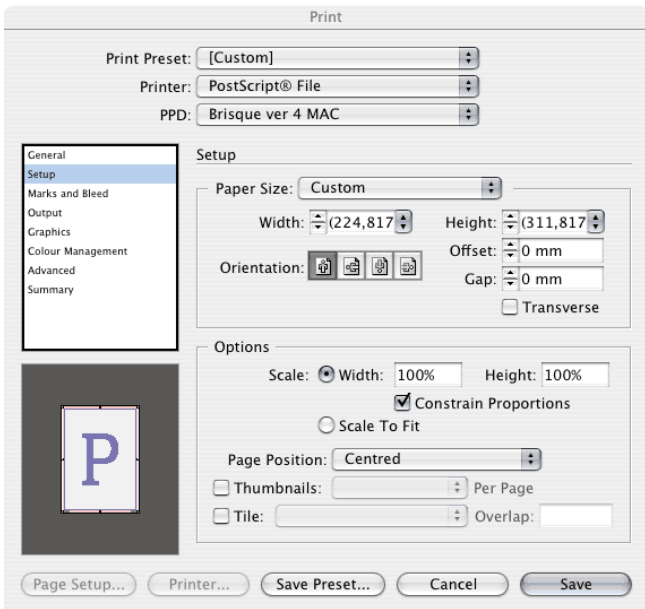 Print
Print Preset: [Custom]
Printer: PostScript® File
PPD: Brisque ver 4 MAC
General
Setup
Marks and Bleed
Output
Graphics
Colour Management
Advanced
Summary
Setup
Paper Size: Custom
Width: (224,817 Height: (311,817
Offset: 0 mm
Orientation:
Gap: 0 mm
Transverse
Options
Scale: Width: 100% Height: 100%
Constrain Proportions
Scale To Fit
Page Position: Centred
Thumbnails: Per Page
Tile: Overlap:
P
Page Setup... Printer... Save Preset... Cancel Save